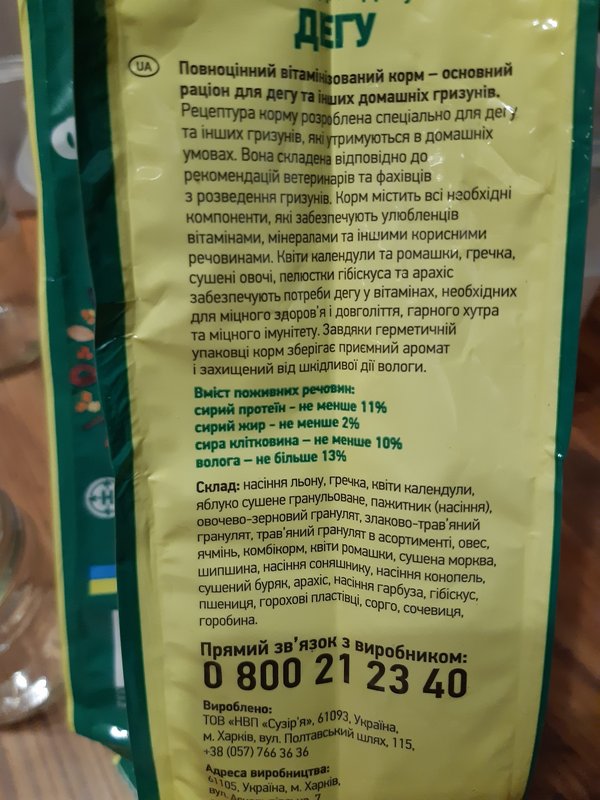 ДЕГУ
UA
Повноцінний вітамінізований корм – основний
раціон для дегу та інших домашніх гризунів.
Рецептура корму розроблена спеціально для дегу
та інших гризунів, які утримуються в домашніх
умовах. Вона складена відповідно до
рекомендацій ветеринарів та фахівців
з розведення гризунів. Корм містить всі необхідні
компоненти, які забезпечують улюбленців
вітамінами, мінералами та іншими корисними
речовинами. Квіти календули та ромашки, гречка,
сушені овочі, пелюстки гібіскуса та арахіс
забезпечують потреби дегу у вітамінах, необхідних
для міцного здоров'я і довголіття, гарного хутра
та міцного імунітету. Завдяки герметичній
упаковці корм зберігає приємний аромат
і захищений від шкідливої дії вологи.
Вміст поживних речовин:
сирий протеїн - не менше 11%
сирий жир - не менше 2%
сира клітковина – не менше 10%
волога – не більше 13%
Склад: насіння льону, гречка, квіти календули,
яблуко сушене гранульоване, пажитник (насіння),
овочево-зерновий гранулят, злаково-трав'яний
гранулят, трав'яний гранулят в асортименті, овес,
ячмінь, комбікорм, квіти ромашки, сушена морква,
шипшина, насіння соняшнику, насіння конопель,
сушений буряк, арахіс, насіння гарбуза, гібіскус,
пшениця, горохові пластівці, сорго, сочевиця,
горобина.
Прямий зв'язок з виробником:
0 800 21 23 40
Вироблено:
ТОВ «НВП «Сузір'я», 61093, Україна,
м. Харків, вул. Полтавський шлях, 115,
+38 (057) 766 36 36
Адреса виробництва:
61105, Україна, м. Харків,
вул.